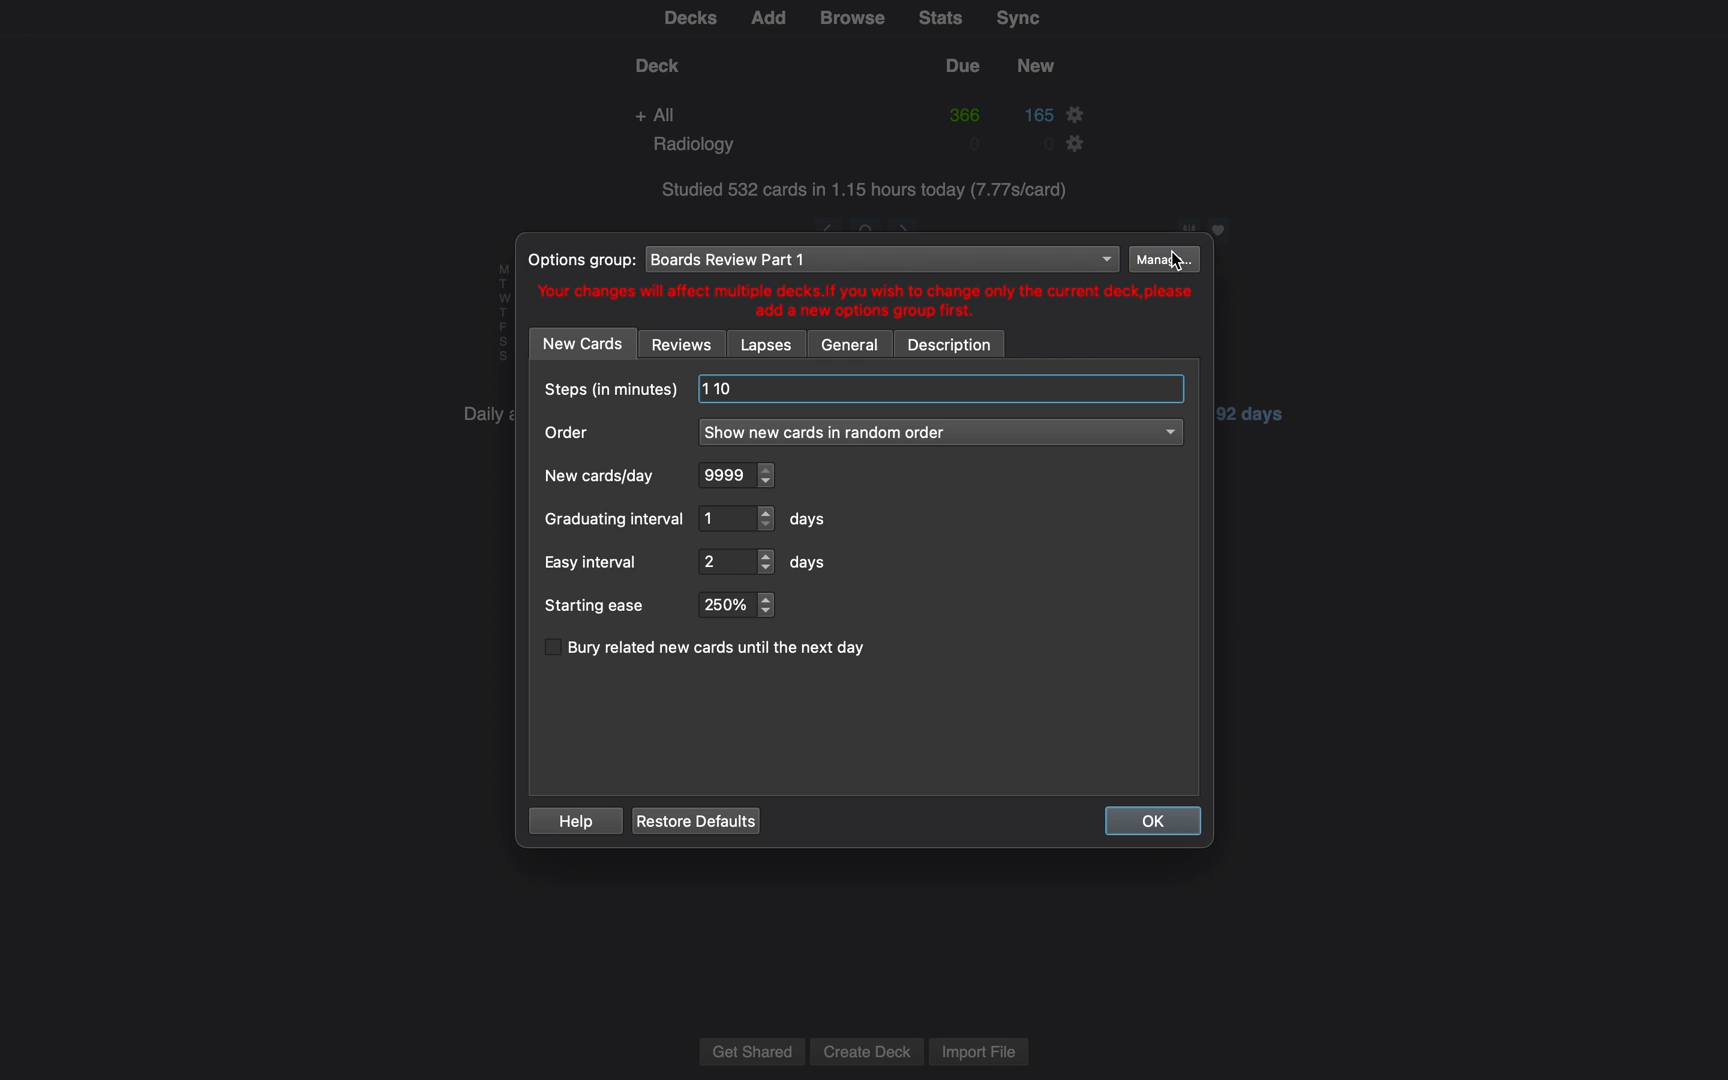 Decks Add Browse Stats Sync
Deck Due New
+ All 366 165
Radiology 0 0
Studied 532 cards in 1.15 hours today (7.77s/card)
Options group: Boards Review Part 1
Your changes will affect multiple decks.If you wish to change only the current deck,please
add a new options group first.
M
T
W
T
F
S
S
New Cards Reviews Lapses General Description
Steps (in minutes) 1 10
Daily 92 days
Order Show new cards in random order
New cards/day 9999
Graduating interval 1 days
Easy interval 2 days
Starting ease 250%
Bury related new cards until the next day
Help Restore Defaults OK
Get Shared Create Deck Import File